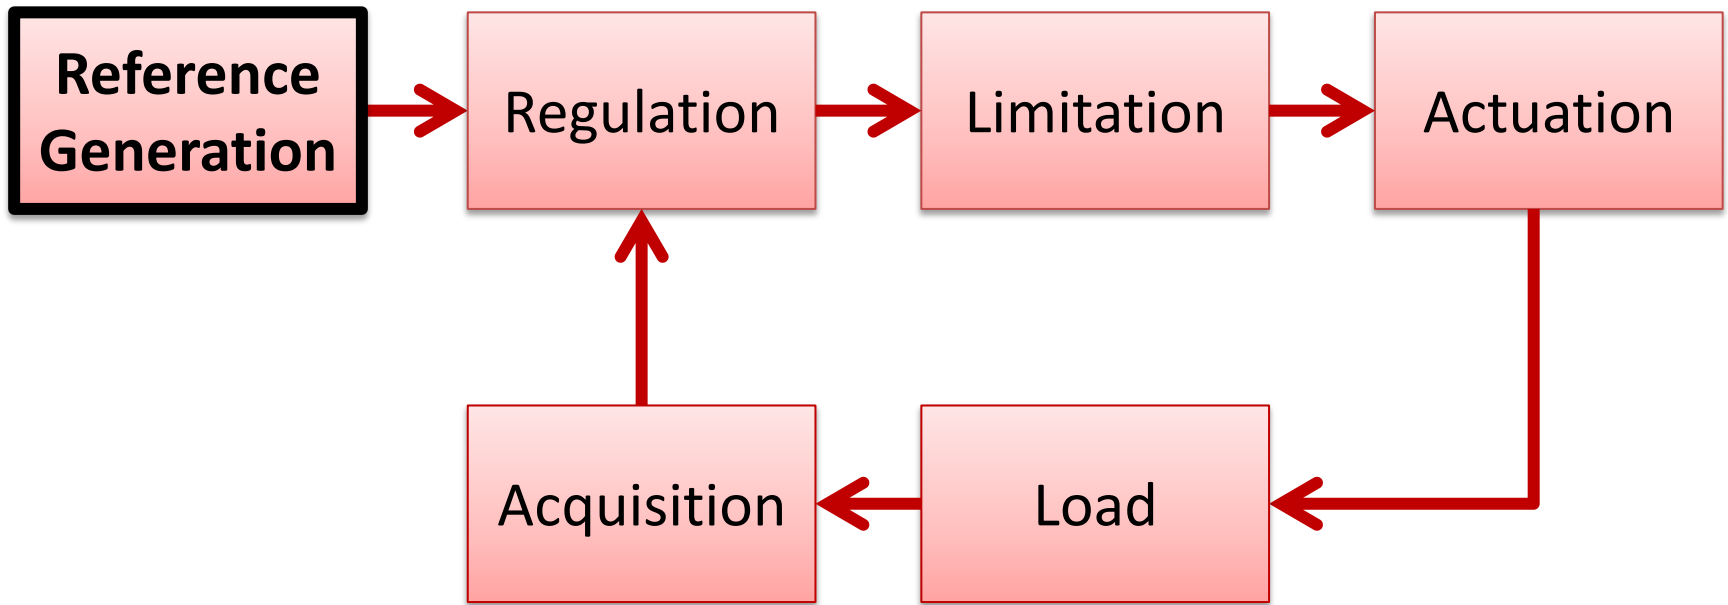 Reference
Generation
Regulation
Limitation
Actuation
Acquisition
Load